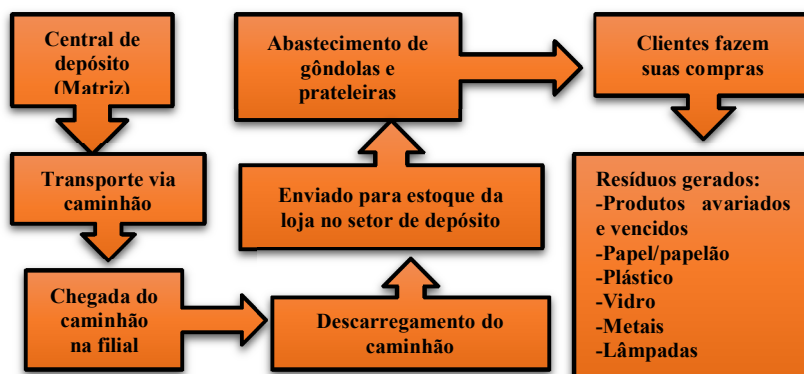 Central de
depósito
(Matriz)
Transporte via
caminhão
Chegada do
caminhão
na filial
Descarregamento do
caminhão
Enviado para estoque da
loja no setor de depósito
Abastecimento de
gôndolas e
prateleiras
Clientes fazem
suas compras
Resíduos gerados:
-Produtos avariados
e vencidos
-Papel/papelão
-Plástico
-Vidro
-Metais
-Lâmpadas